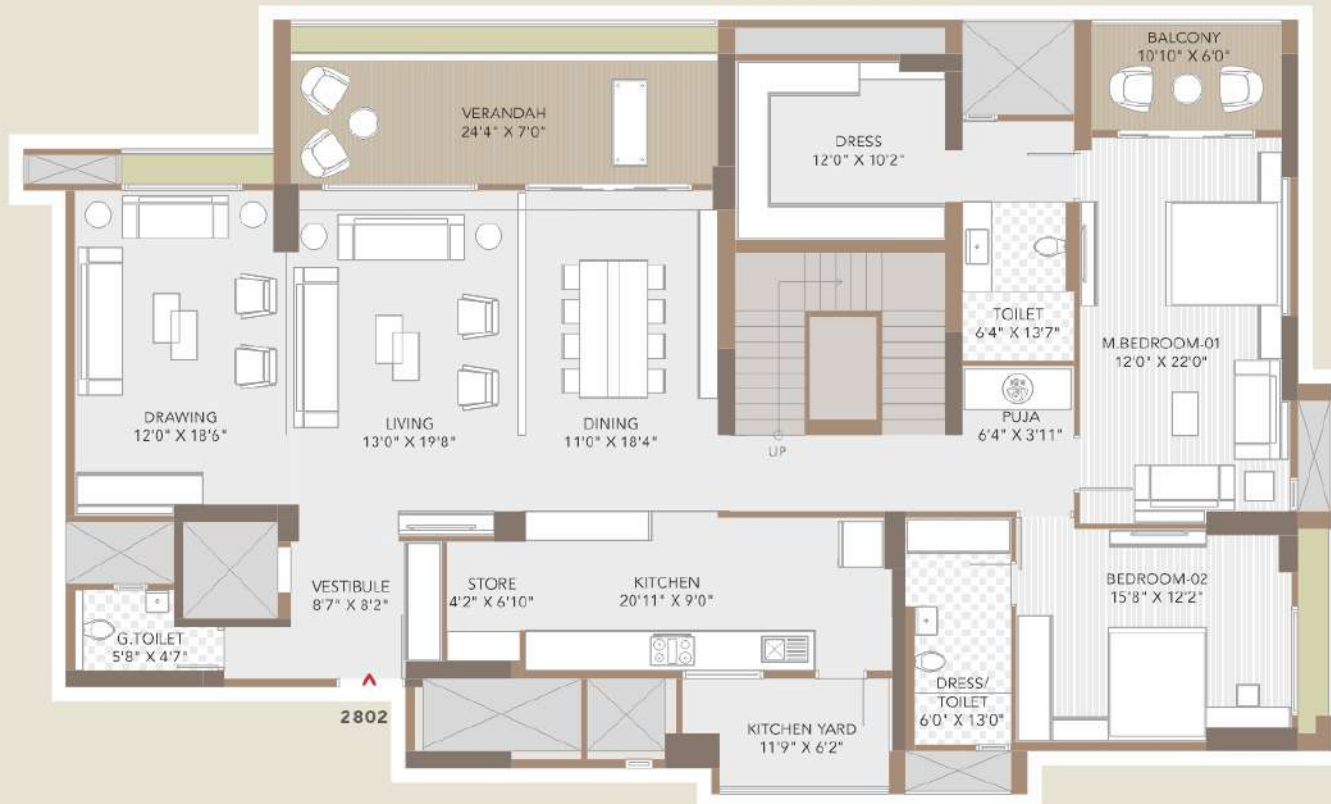 BALCONY
10'10" X 6'0"
VERANDAH
24'4" X 7'0"
DRESS
12'0" X 10'2"
TOILET
6'4" X 13'7"
M.BEDROOM-01
12'0" X 22'0"
DRAWING
12'0" X 18'6"
LIVING
13'0" X 19'8"
DINING
11'0" X 18'4"
PUJA
6'4" X 3'11"
UP
VESTIBULE
8'7" X 8'2"
STORE
4'2" X 6'10"
KITCHEN
20'11" X 9'0"
BEDROOM-02
15'8" X 12'2"
G.TOILET
5'8" X 4'7"
DRESS/
TOILET
6'0" X 13'0"
2802
KITCHEN YARD
11'9" X 6'2"